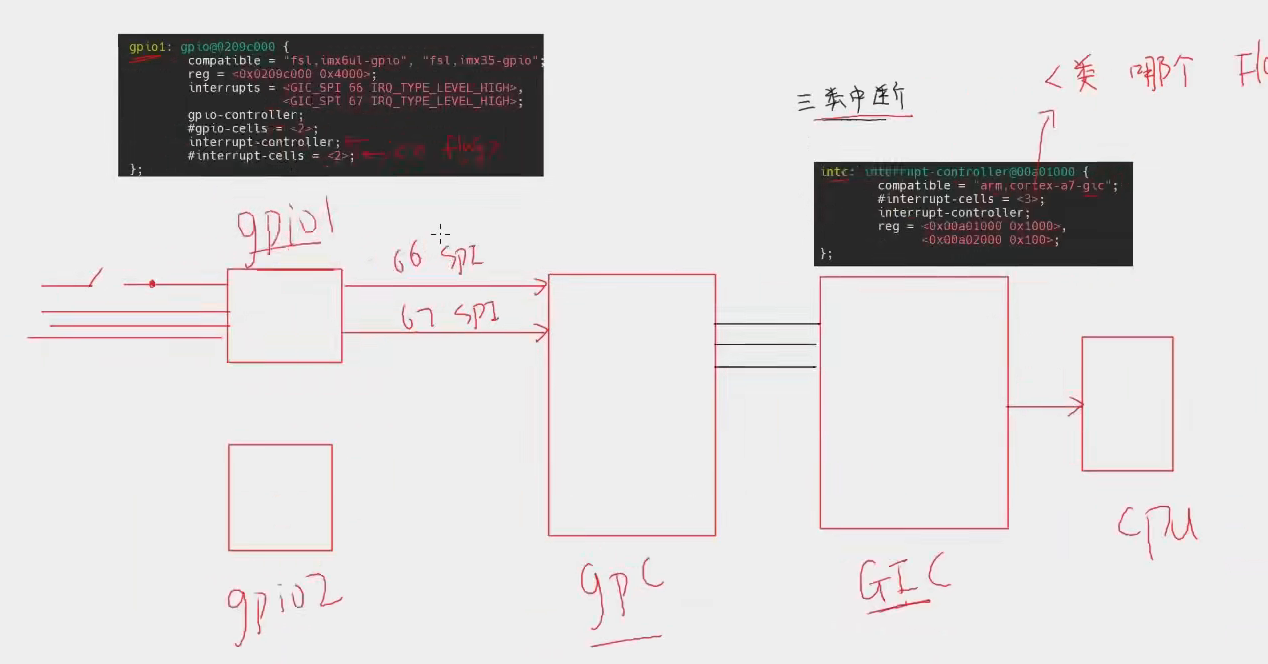 gpio1: gpio@0209c000 {
compatible = "fsl,imx6ul-gpio", "fsl,imx35-gpio";
reg = <0x0209c000 0x4000>;
interrupts = <GIC_SPI 66 IRQ_TYPE_LEVEL_HIGH>,
<GIC_SPI 67 IRQ_TYPE_LEVEL_HIGH>;
gpio-controller;
#gpio-cells = <2>;
interrupt-controller;
#interrupt-cells = <2>;
};
flag>
<类 哪个
三类中
intc: interrupt-controller@00a01000 {
compatible = "arm,cortex-a7-gic";
#interrupt-cells = <3>;
interrupt-controller;
reg = <0x00a01000 0x1000>,
<0x00a02000 0x100>;
};
gpio1
66 SPI
67 SPI
gpio2
gpc
GIC
CPU